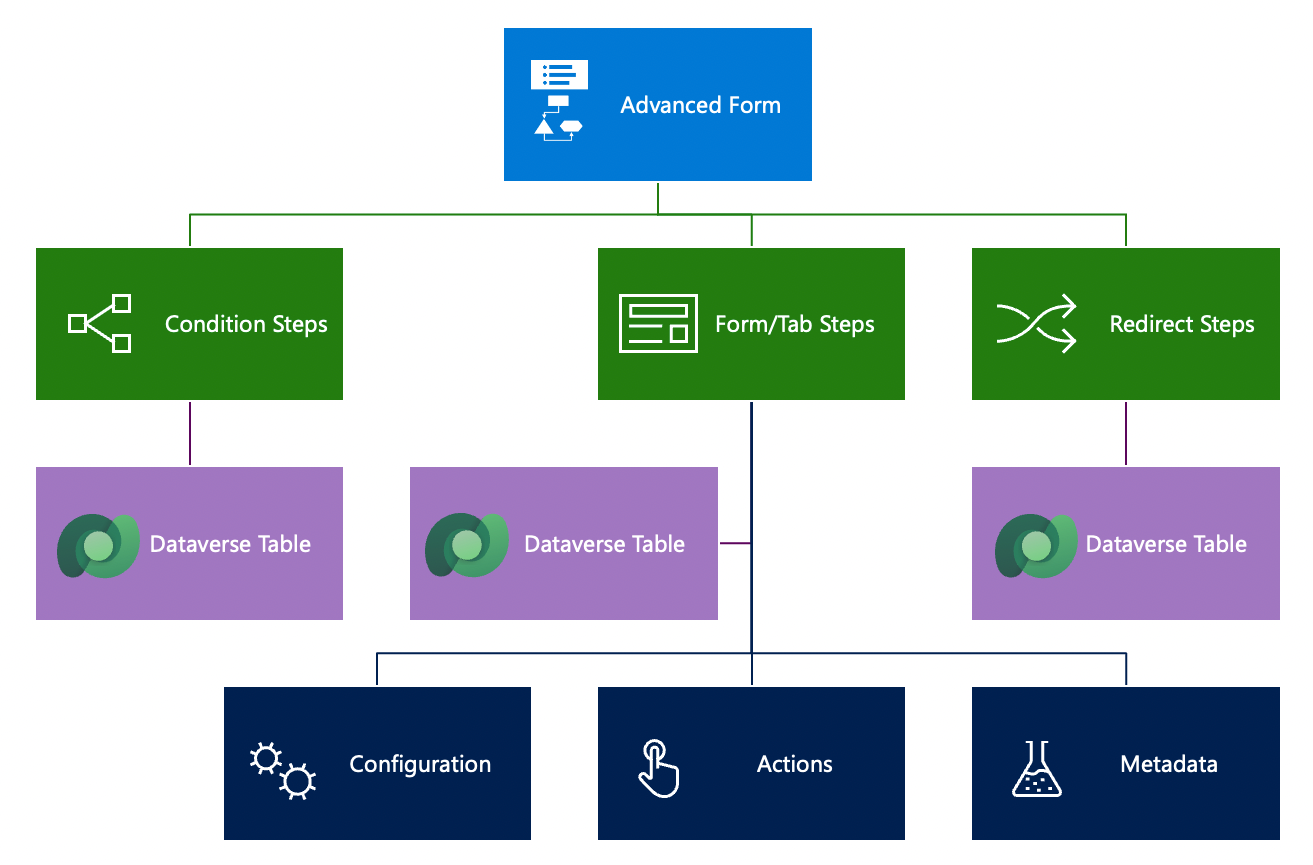 Advanced Form
Condition Steps
Form/Tab Steps
Redirect Steps
Dataverse Table
Dataverse Table
Dataverse Table
Configuration
Actions
Metadata